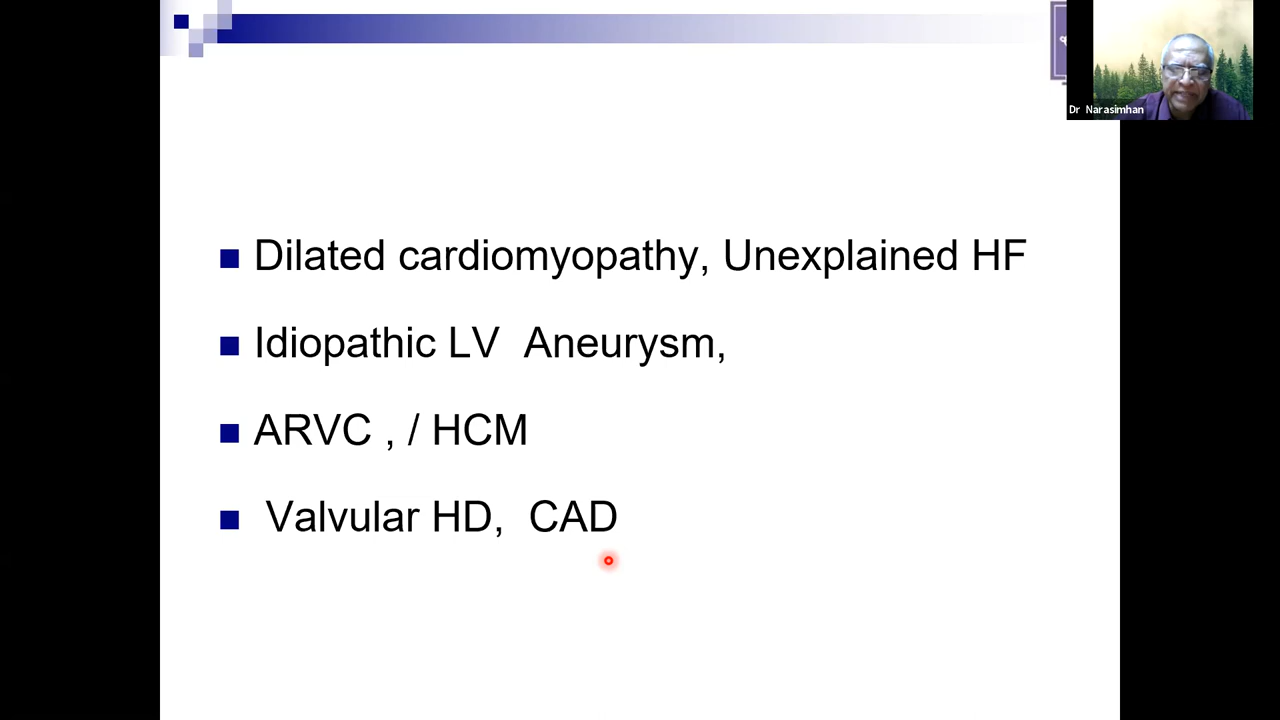 Dr Narasimhan
Dilated cardiomyopathy, Unexplained HF
Idiopathic LV Aneurysm,
ARVC , / HCM
Valvular HD, CAD